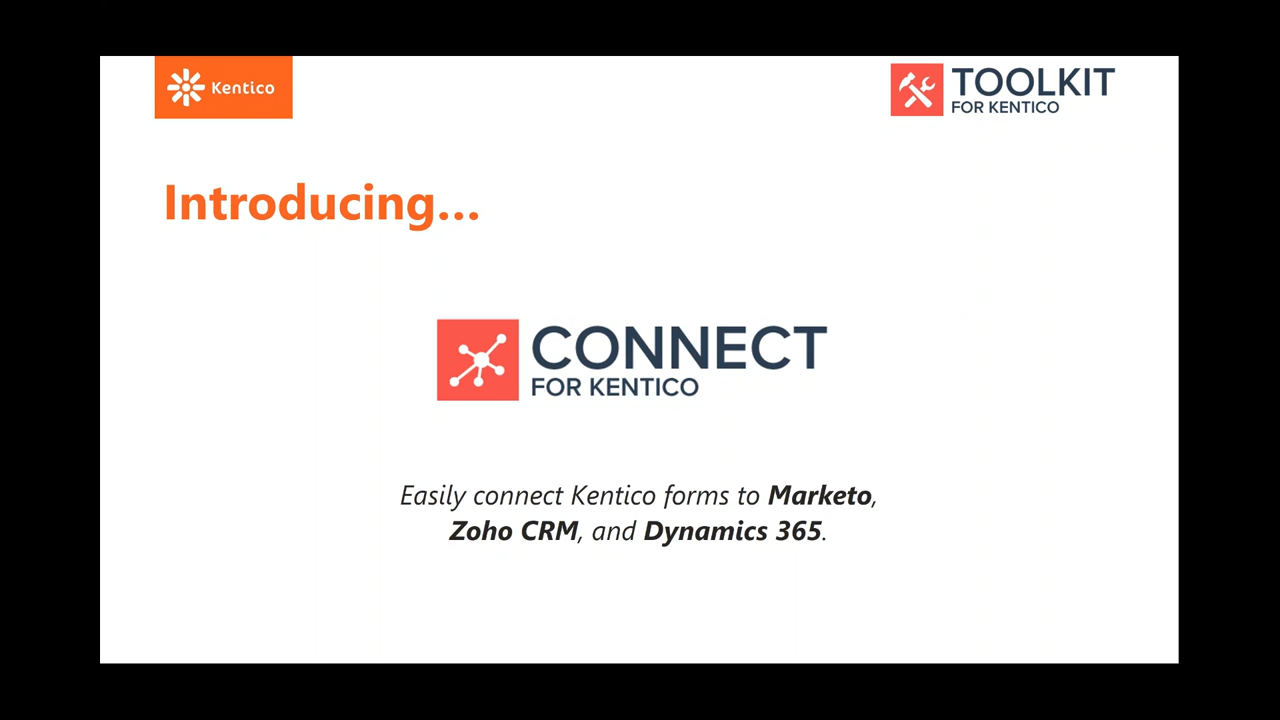 Kentico
TOOLKIT
FOR KENTICO
Introducing...
CONNECT
FOR KENTICO
Easily connect Kentico forms to Marketo,
Zoho CRM, and Dynamics 365.